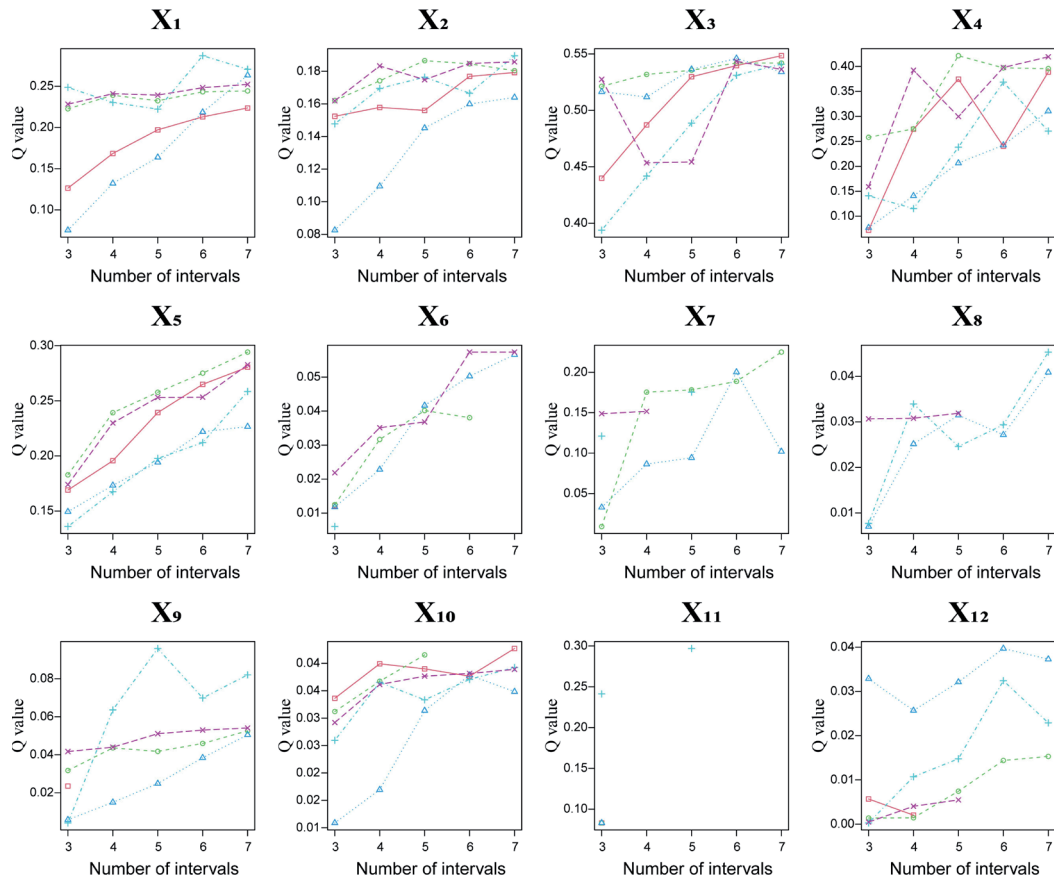 X₁ X₂ X₃ X₄
Q value 0.25 0.20 0.15 0.10
3 4 5 6 7
Number of intervals
Q value 0.18 0.16 0.14 0.12 0.10 0.08
3 4 5 6 7
Number of intervals
Q value 0.55 0.50 0.45 0.40
3 4 5 6 7
Number of intervals
Q value 0.40 0.35 0.30 0.25 0.20 0.15 0.10
3 4 5 6 7
Number of intervals
X₅ X₆ X₇ X₈
Q value 0.30 0.25 0.20 0.15
3 4 5 6 7
Number of intervals
Q value 0.05 0.04 0.03 0.02 0.01
3 4 5 6 7
Number of intervals
Q value 0.20 0.15 0.10 0.05
3 4 5 6 7
Number of intervals
Q value 0.04 0.03 0.02 0.01
3 4 5 6 7
Number of intervals
X₉ X₁₀ X₁₁ X₁₂
Q value 0.08 0.06 0.04 0.02
3 4 5 6 7
Number of intervals
Q value 0.04 0.04 0.03 0.03 0.02 0.02 0.01
3 4 5 6 7
Number of intervals
Q value 0.30 0.25 0.20 0.15 0.10
3 4 5 6 7
Number of intervals
Q value 0.04 0.03 0.02 0.01 0.00
3 4 5 6 7
Number of intervals